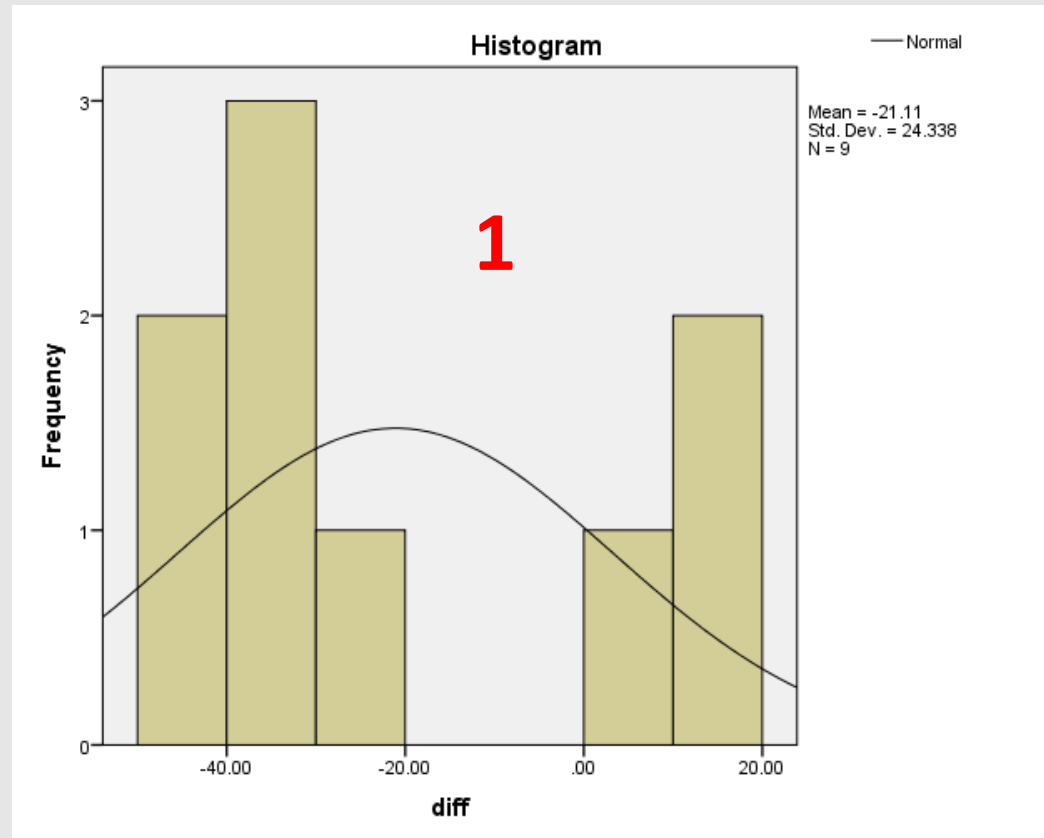 Histogram
Normal
Mean = -21.11
Std. Dev. = 24.338
N = 9
1
3
2
1
0
Frequency
-40.00
-20.00
.00
20.00
diff